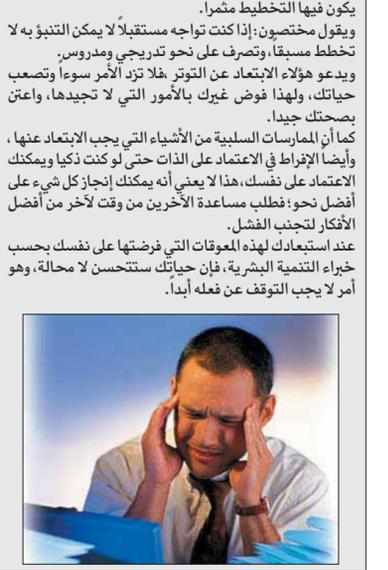 يكون فيها التخطيط مثمرا.
ويقول مختصون: إذا كنت تواجه مستقبلاً لا يمكن التنبؤ به لا
تخطط مسبقاً، وتصرف على نحو تدريجي ومدروس.
ويدعو هؤلاء الابتعاد عن التوتر ،فلا تزد الأمر سوءاً وتصعب
حياتك، ولهذا فوض غيرك بالأمور التي لا تجيدها، واعتن
بصحتك جيدا.
كما أن الممارسات السلبية من الأشياء التي يجب الابتعاد عنها ،
وأيضاً الإفراط في الاعتماد على الذات حتى لو كنت ذكيا ويمكنك
الاعتماد على نفسك، هذا لا يعني أنه يمكنك إنجاز كل شيء على
أفضل نحو؛ فطلب مساعدة الآخرين من وقت لآخر من أفضل
الأفكار لتجنب الفشل.
عند استبعادك لهذه المعوقات التي فرضتها على نفسك بحسب
خبراء التنمية البشرية، فإن حياتك ستتحسن لا محالة، وهو
أمر لا يجب التوقف عن فعله أبداً.